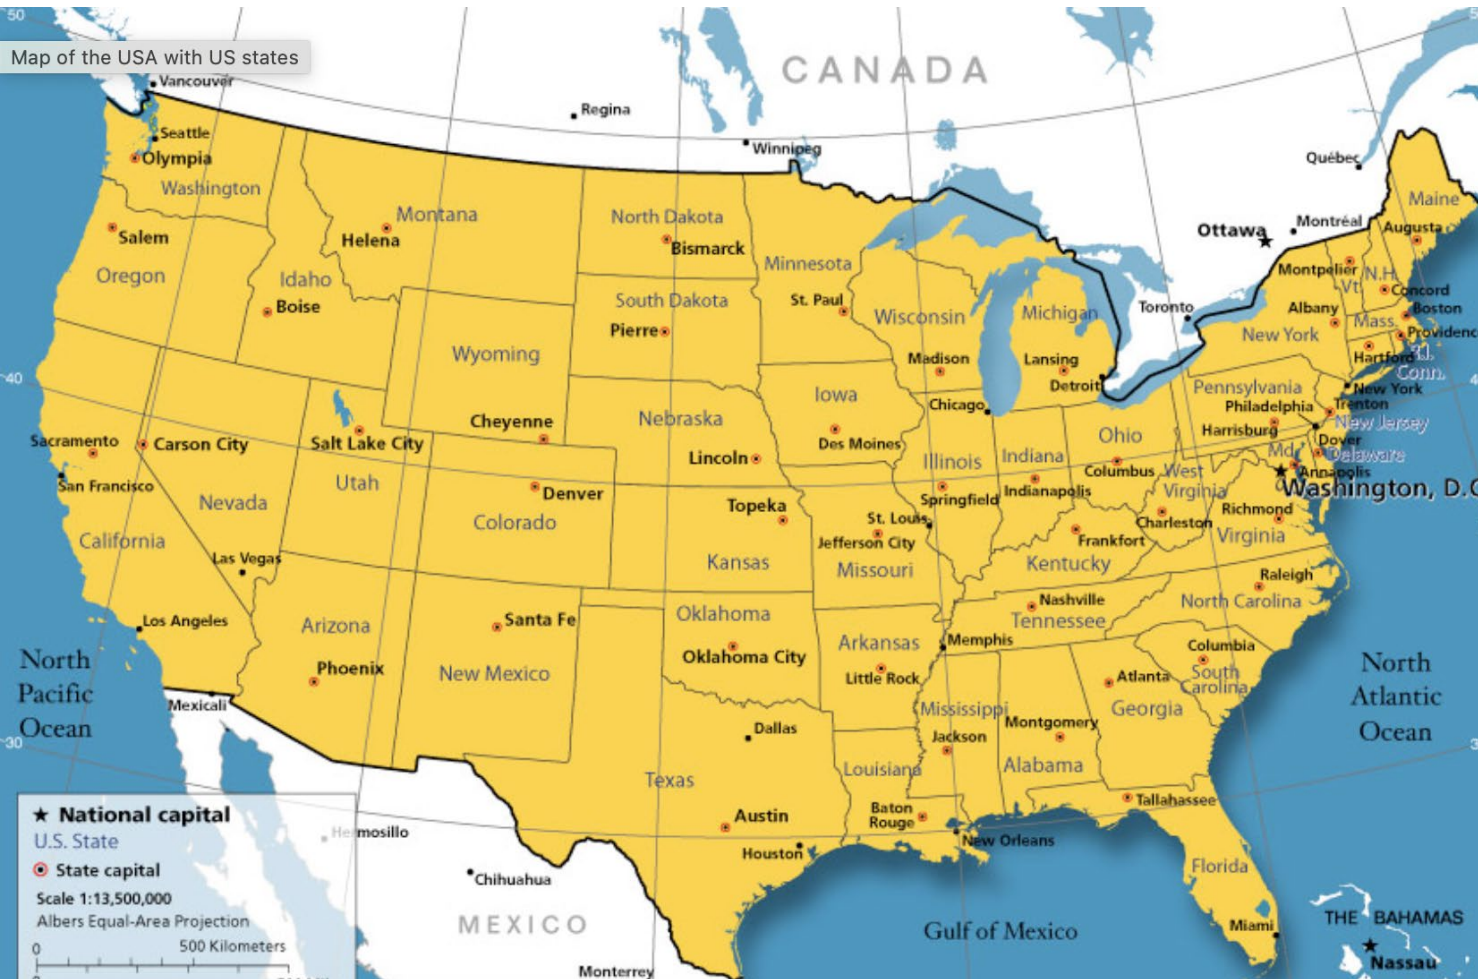 50
Map of the USA with US states
CANADA
Vancouver
Regina
Winnipeg
Seattle
Olympia
Washington
Québec
Maine
Montana
Helena
North Dakota
Bismarck
Ottawa
Montréal
Augusta
Salem
Oregon
Idaho
Boise
Minnesota
St. Paul
Montpelier
Vt.
N.H.
Concord
South Dakota
Pierre
Wisconsin
Michigan
Toronto
Albany
New York
Mass.
Boston
Providenc
Hartford
R.I.
Conn.
Wyoming
Madison
Lansing
Detroit
40
4
Iowa
Chicago
Pennsylvania
New York
Philadelphia
Trenton
Harrisburg
New Jersey
Cheyenne
Nebraska
Des Moines
Ohio
Sacramento
Carson City
Salt Lake City
Lincoln
Illinois
Indiana
Columbus
Md.
Dover
Delaware
Annapolis
San Francisco
Nevada
Utah
Denver
Colorado
Topeka
Springfield
Indianapolis
West
Virginia
Washington, D.C
St. Louis
Jefferson City
Charleston
Richmond
Virginia
California
Las Vegas
Kansas
Missouri
Frankfort
Kentucky
Los Angeles
Arizona
Santa Fe
Oklahoma
Nashville
Tennessee
Raleigh
North Carolina
North
Pacific
Ocean
Phoenix
New Mexico
Oklahoma City
Arkansas
Little Rock
Memphis
Atlanta
Columbia
South
Carolina
North
Atlantic
Ocean
Mexicali
Mississippi
Jackson
Montgomery
Georgia
30
3
Dallas
Texas
Louisiana
Alabama
National capital
U.S. State
State capital
Scale 1:13,500,000
Albers Equal-Area Projection
0
500 Kilometers
0
Hermosillo
Austin
Houston
Baton
Rouge
New Orleans
Tallahassee
Chihuahua
Florida
MEXICO
Gulf of Mexico
Miami
THE BAHAMAS
Nassau
Monterrey